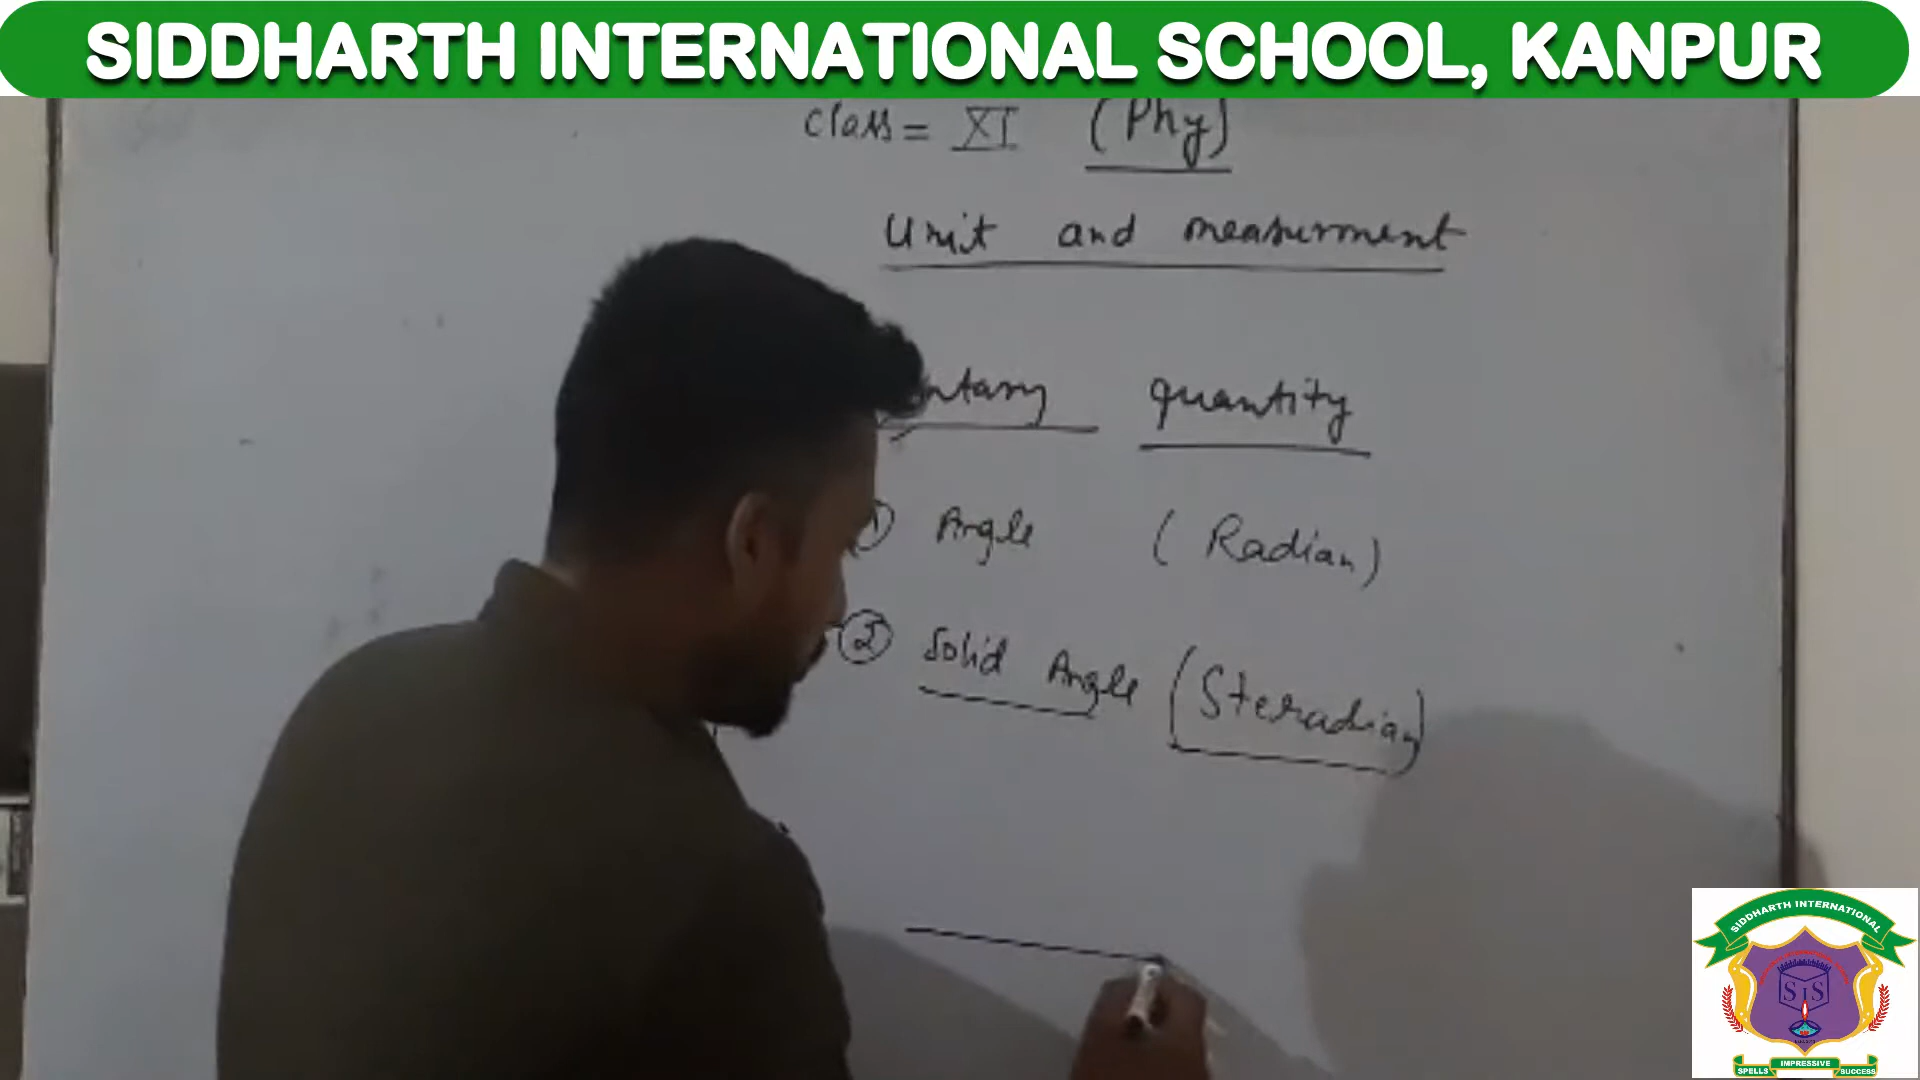 SIDDHARTH INTERNATIONAL SCHOOL, KANPUR
Class = XI (Phy)
Unit and measurment
ntary quantity
① Angle (Radian)
② Solid Angle (Steradian)
SIDDHARTH INTERNATIONAL
SIS
SPELLS IMPRESSIVE SUCCESS